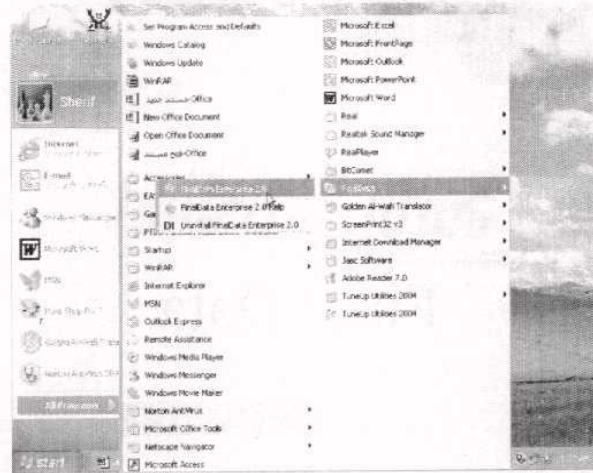 Sherif
Internet
E-mail
Windows Messenger
Microsoft Word
MSN
All Programs
start
Set Program Access and Defaults
Windows Catalog
Windows Update
WinRAR
مستند جديد Office
New Office Document
Open Office Document
فتح مستند Office
Accessories
Startup
WinRAR
Internet Explorer
MSN
Outlook Express
Remote Assistance
Windows Media Player
Windows Messenger
Windows Movie Maker
Norton AntiVirus
Microsoft Office Tools
Netscape Navigator
Microsoft Access
FinalData Enterprise 2.0
FinalData Enterprise 2.0 Help
Uninstall FinalData Enterprise 2.0
Microsoft Excel
Microsoft FrontPage
Microsoft Outlook
Microsoft PowerPoint
Microsoft Word
Real
Realtek Sound Manager
RealPlayer
BitComet
FinalData
Golden Al-Wafi Translator
ScreenPrint32 v3
Internet Download Manager
Jasc Software
Adobe Reader 7.0
TuneUp Utilities 2004
TuneUp Utilities 2004